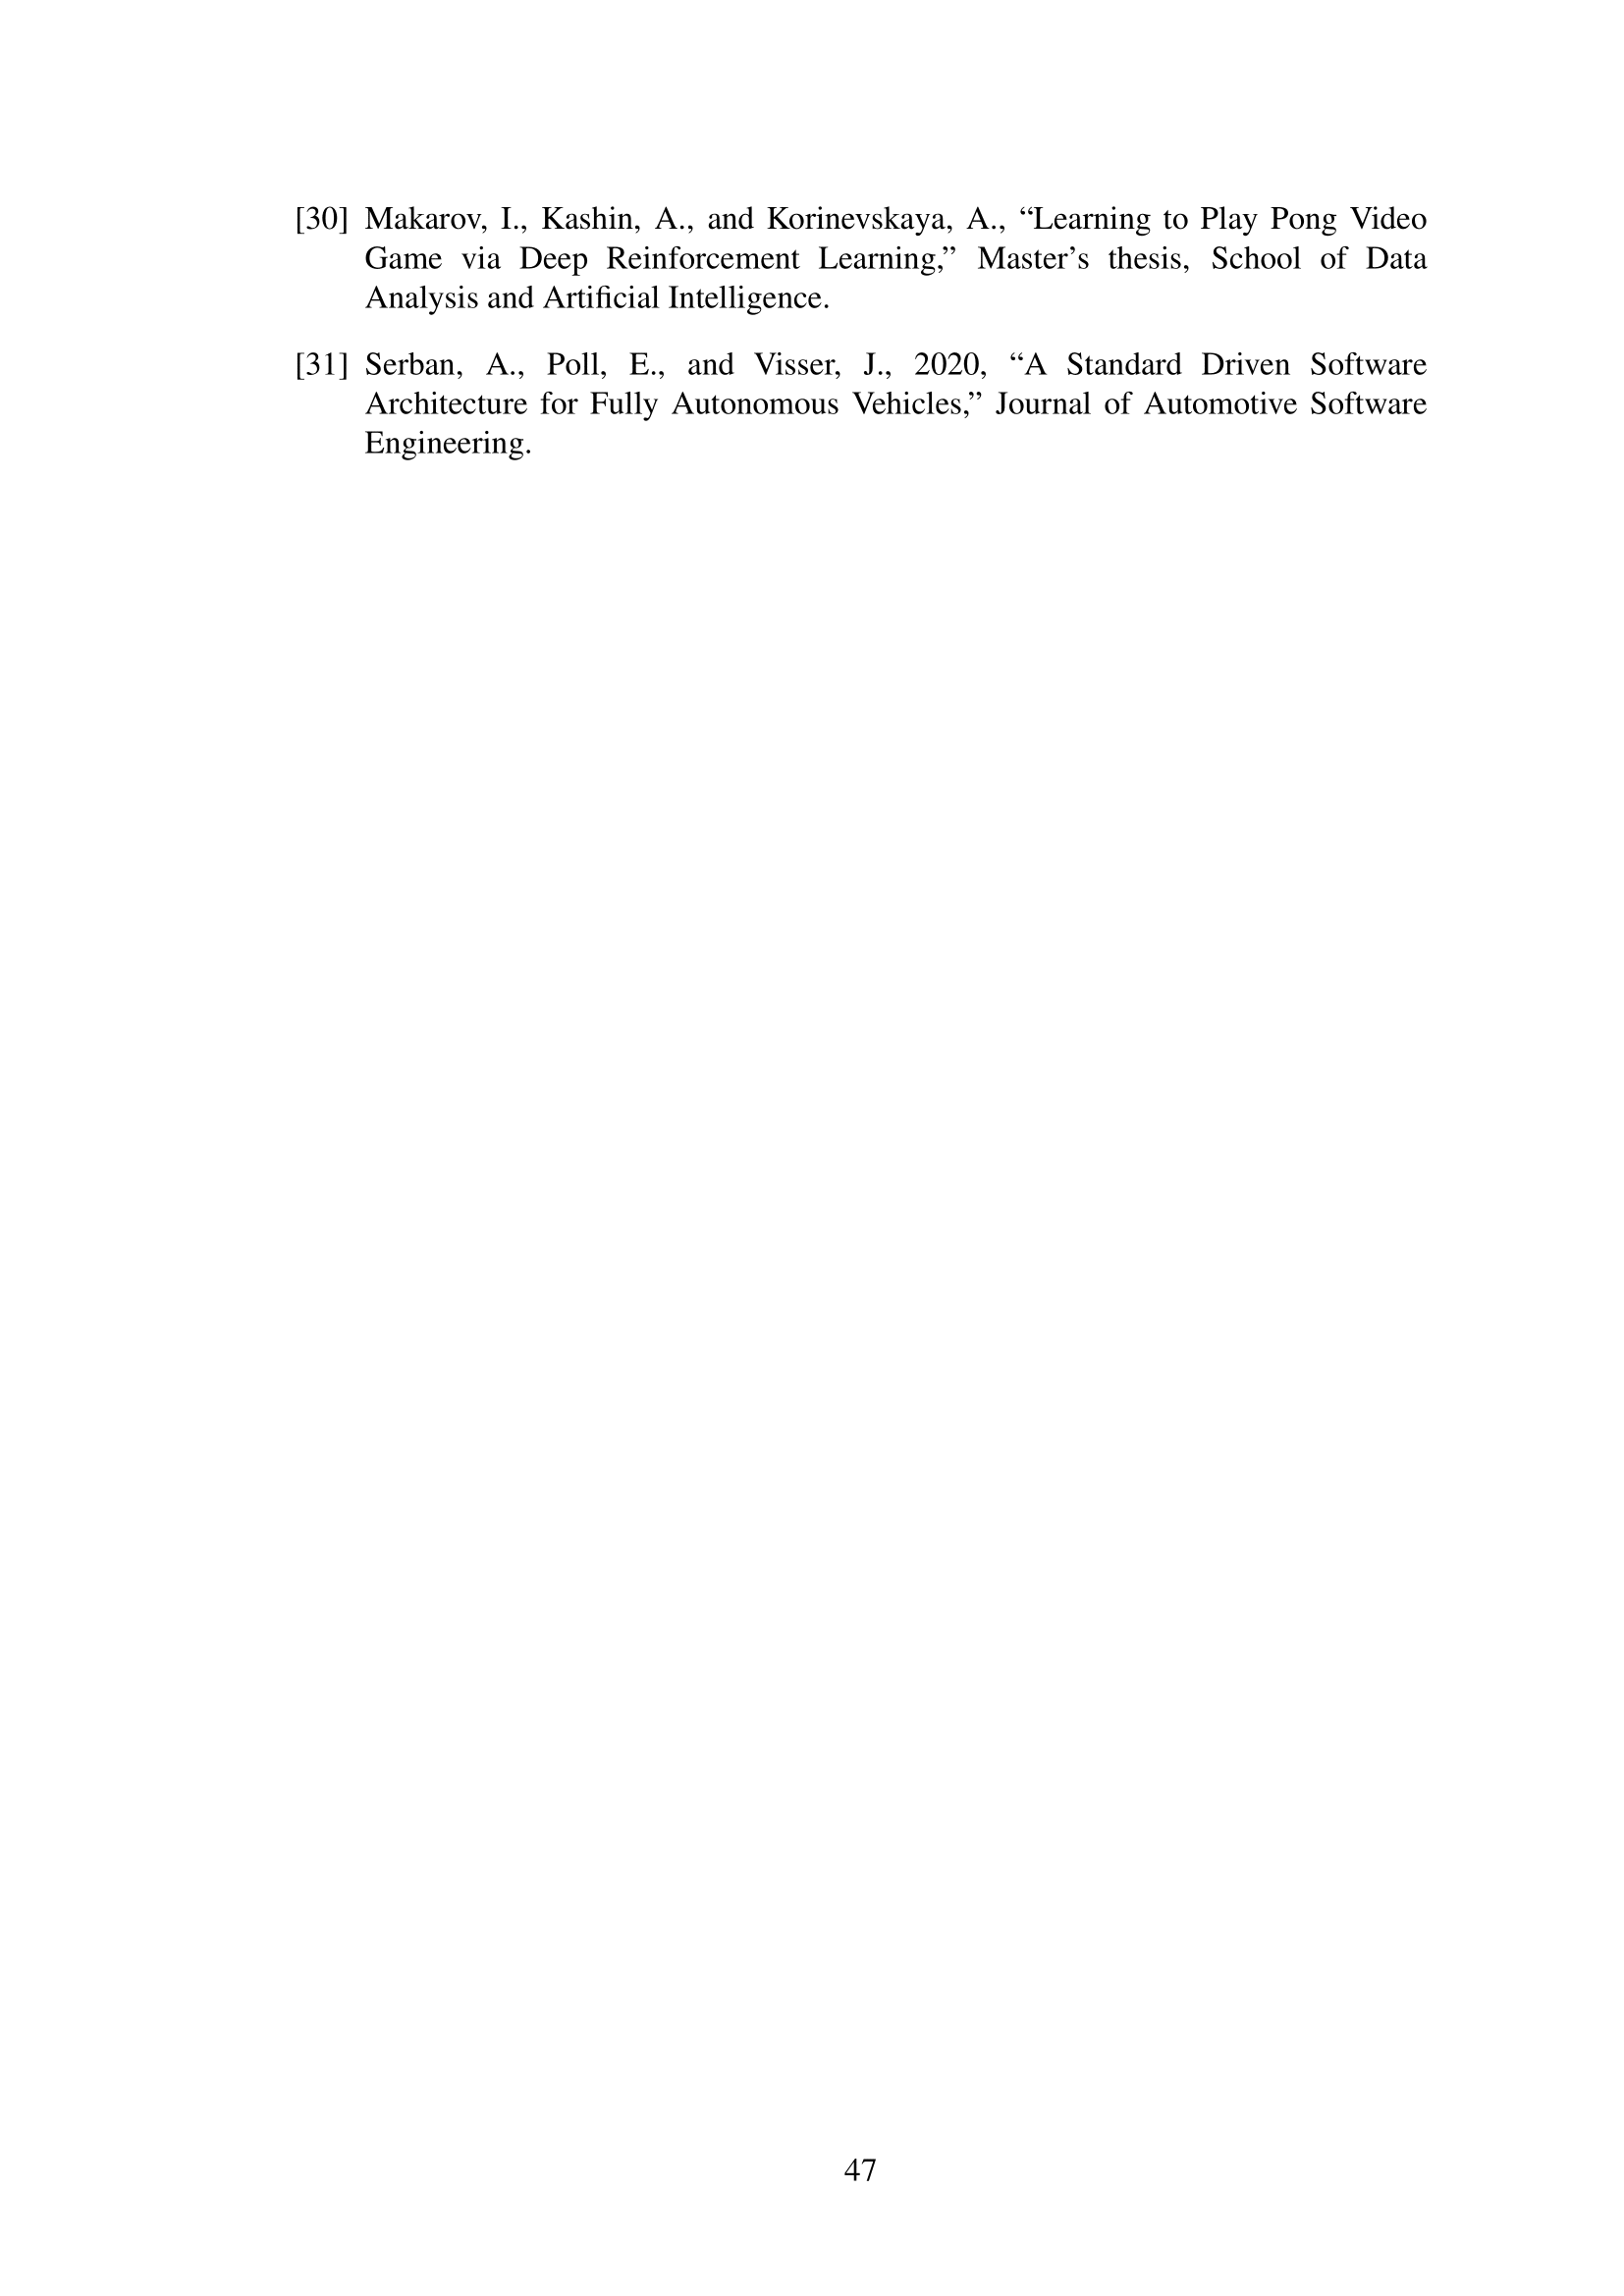 [30] Makarov, I., Kashin, A., and Korinevskaya, A., “Learning to Play Pong Video
Game via Deep Reinforcement Learning,” Master’s thesis, School of Data
Analysis and Artificial Intelligence.
[31] Serban, A., Poll, E., and Visser, J., 2020, “A Standard Driven Software
Architecture for Fully Autonomous Vehicles,” Journal of Automotive Software
Engineering.
47